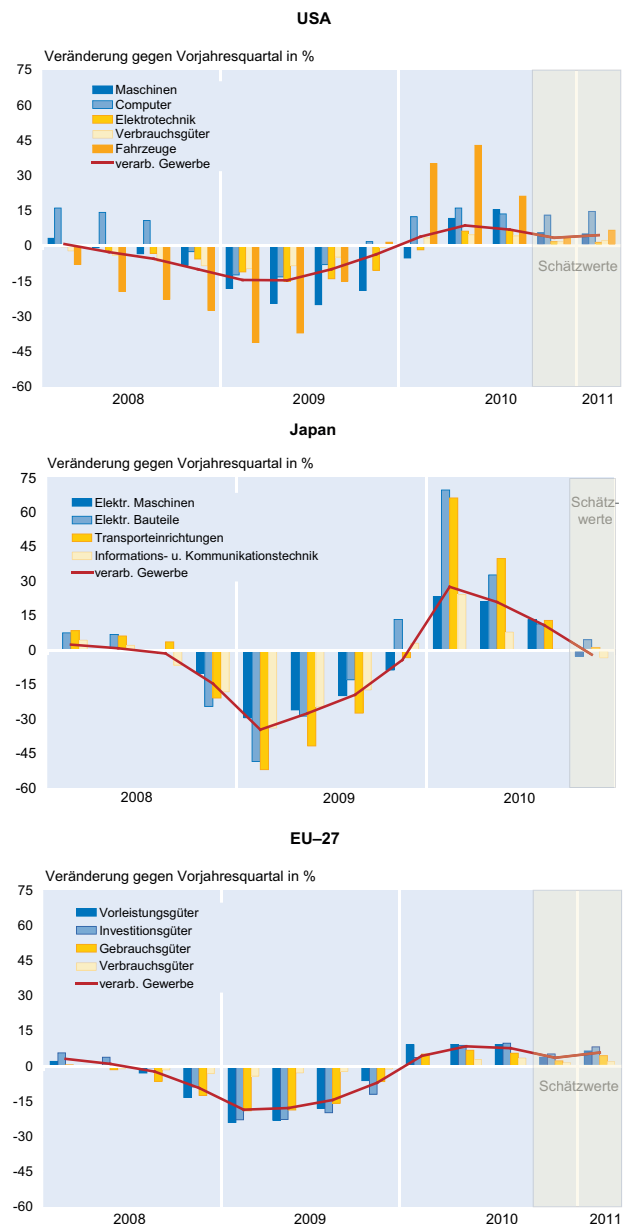 USA
Veränderung gegen Vorjahresquartal in %
75
60
45
30
15
0
-15
-30
-45
-60
Maschinen
Computer
Elektrotechnik
Verbrauchsgüter
Fahrzeuge
verarb. Gewerbe
Schätzwerte
2008 2009 2010 2011
Japan
Veränderung gegen Vorjahresquartal in %
75
60
45
30
15
0
-15
-30
-45
-60
Elektr. Maschinen
Elektr. Bauteile
Transporteinrichtungen
Informations- u. Kommunikationstechnik
verarb. Gewerbe
Schätz-
werte
2008 2009 2010
EU–27
Veränderung gegen Vorjahresquartal in %
75
60
45
30
15
0
-15
-30
-45
-60
Vorleistungsgüter
Investitionsgüter
Gebrauchsgüter
Verbrauchsgüter
verarb. Gewerbe
Schätzwerte
2008 2009 2010 2011